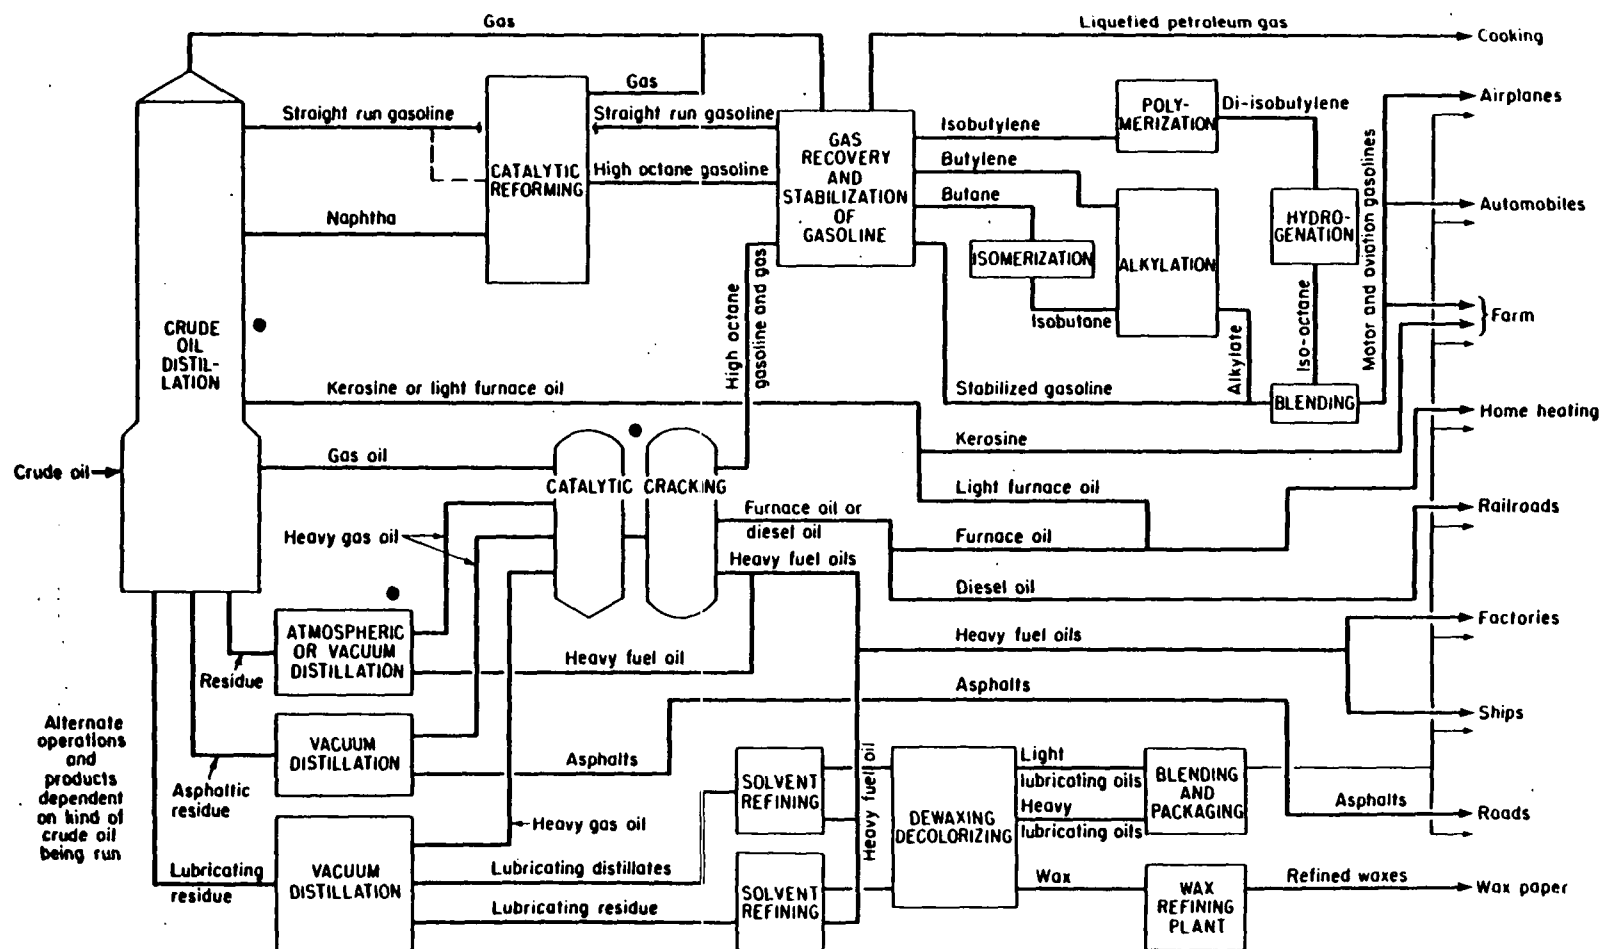 Gas
Liquefied petroleum gas
Cooking
Gas
Straight run gasoline
Straight run gasoline
CATALYTIC
REFORMING
High octane gasoline
Naphtha
GAS
RECOVERY
AND
STABILIZATION
OF
GASOLINE
Isobutylene
Butylene
Butane
POLY-
MERIZATION
Di-isobutylene
ISOMERIZATION
Isobutane
ALKYLATION
HYDRO-
GENATION
Alkylate
Iso-octane
Motor and aviation gasolines
Airplanes
Automobiles
Farm
CRUDE
OIL
DISTIL-
LATION
High octane
gasoline and gas
Kerosine or light furnace oil
Stabilized gasoline
BLENDING
Home heating
Kerosine
Crude oil
Gas oil
CATALYTIC CRACKING
Light furnace oil
Furnace oil or
diesel oil
Railroads
Heavy gas oil
Furnace oil
Heavy fuel oils
Diesel oil
Factories
ATMOSPHERIC
OR VACUUM
DISTILLATION
Heavy fuel oils
Heavy fuel oil
Residue
Asphalts
Ships
Alternate
operations
and
products
dependent
on kind of
crude oil
being run
VACUUM
DISTILLATION
Asphalts
Asphaltic
residue
SOLVENT
REFINING
Heavy fuel oil
DEWAXING
DECOLORIZING
Light
lubricating oils
Heavy
lubricating oils
BLENDING
AND
PACKAGING
Asphalts
Roads
Heavy gas oil
Lubricating
residue
VACUUM
DISTILLATION
Lubricating distillates
Lubricating residue
SOLVENT
REFINING
Wax
WAX
REFINING
PLANT
Refined waxes
Wax paper